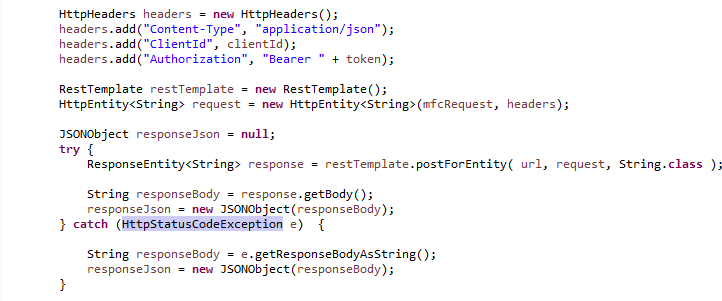 HttpHeaders headers = new HttpHeaders();
headers.add("Content-Type", "application/json");
headers.add("ClientId", clientId);
headers.add("Authorization", "Bearer " + token);
RestTemplate restTemplate = new RestTemplate();
HttpEntity<String> request = new HttpEntity<String>(mfcRequest, headers);
JSONObject responseJson = null;
try {
ResponseEntity<String> response = restTemplate.postForEntity( url, request, String.class );
String responseBody = response.getBody();
responseJson = new JSONObject(responseBody);
} catch (HttpStatusCodeException e)  {
String responseBody = e.getResponseBodyAsString();
responseJson = new JSONObject(responseBody);
}